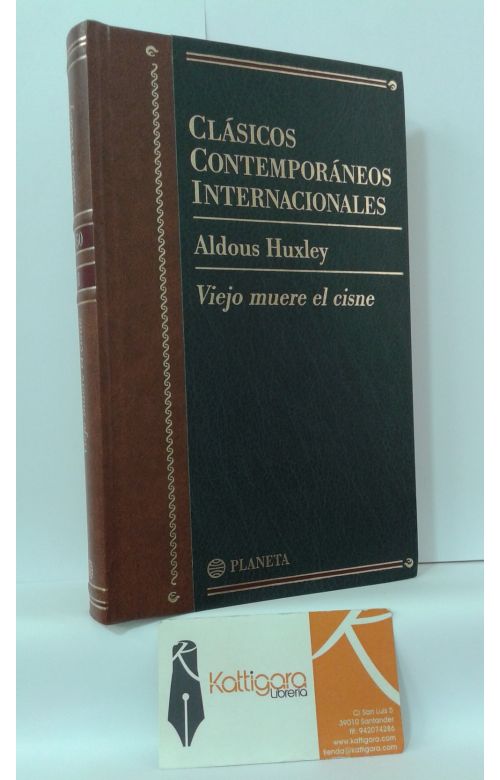 CLÁSICOS
CONTEMPORÁNEOS
INTERNACIONALES
Aldous Huxley
Viejo muere el cisne
PLANETA
Kattigara
Librería
C/ San Luis 5
39010 Santander
tlf: 942074286
www.kattigara.com
tienda@kattigara.com